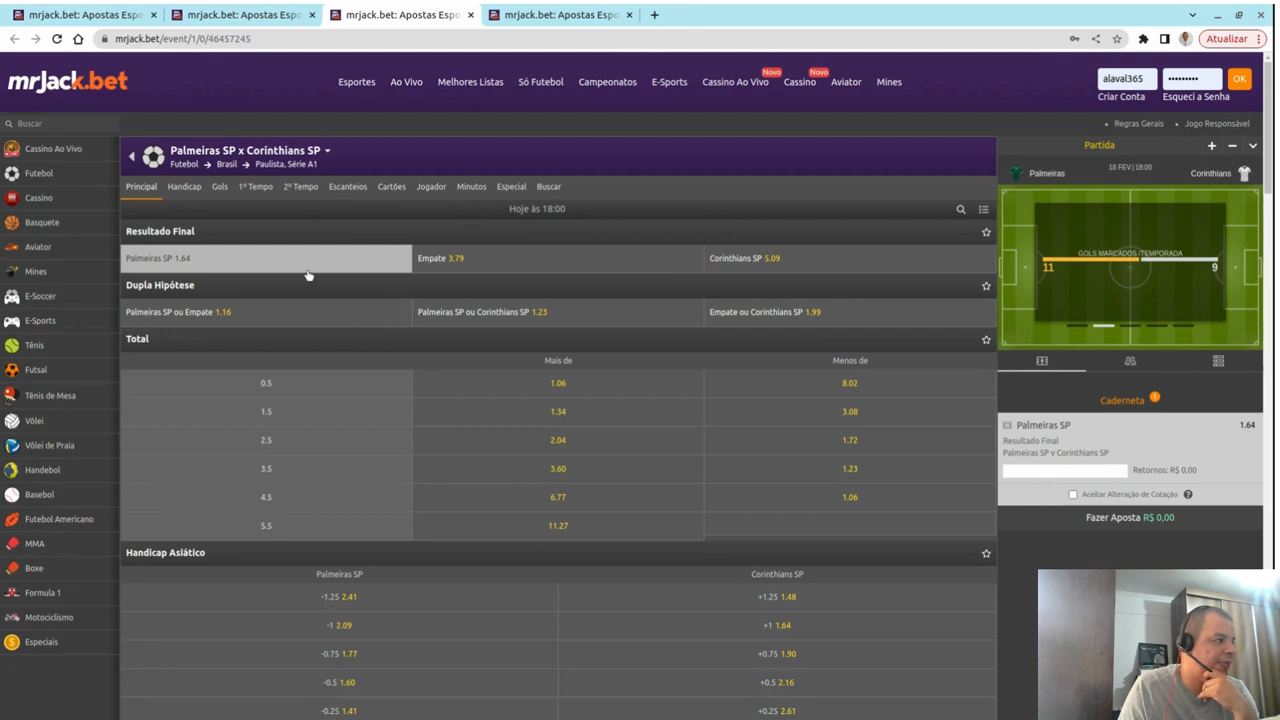 mrjack.bet: Apostas Espo
mrjack.bet: Apostas Espo
mrjack.bet: Apostas Espo
mrjack.bet: Apostas Espo
mrjack.bet/event/1/0/46457245
Atualizar
mrJack.bet
Esportes
Ao Vivo
Melhores Listas
Só Futebol
Campeonatos
E-Sports
Cassino Ao Vivo
Novo
Cassino
Novo
Aviator
Mines
alaval365
•••••••••
OK
Criar Conta
Esqueci a Senha
Buscar
• Regras Gerais
• Jogo Responsável
Cassino Ao Vivo
Futebol
Cassino
Basquete
Aviator
Mines
E-Soccer
E-Sports
Tênis
Futsal
Tênis de Mesa
Vôlei
Vôlei de Praia
Handebol
Basebol
Futebol Americano
MMA
Boxe
Formula 1
Motociclismo
Especiais
Palmeiras SP x Corinthians SP
Futebol → Brasil → Paulista, Série A1
Principal
Handicap
Gols
1º Tempo
2º Tempo
Escanteios
Cartões
Jogador
Minutos
Especial
Buscar
Hoje às 18:00
Resultado Final
Palmeiras SP 1.64
Empate 3.79
Corinthians SP 5.09
Dupla Hipótese
Palmeiras SP ou Empate 1.16
Palmeiras SP ou Corinthians SP 1.23
Empate ou Corinthians SP 1.99
Total
Mais de
Menos de
0.5 1.06 8.02
1.5 1.34 3.08
2.5 2.04 1.72
3.5 3.60 1.23
4.5 6.77 1.06
5.5 11.27
Handicap Asiático
Palmeiras SP
Corinthians SP
-1.25 2.41
+1.25 1.48
-1 2.09
+1 1.64
-0.75 1.77
+0.75 1.90
-0.5 1.60
+0.5 2.16
-0.25 1.41
+0.25 2.61
Partida
Palmeiras
18 FEV | 18:00
Corinthians
GOLS MARCADOS /TEMPORADA
11
9
Caderneta 1
Palmeiras SP 1.64
Resultado Final
Palmeiras SP v Corinthians SP
Retornos: R$ 0,00
Aceitar Alteração de Cotação ?
Fazer Aposta R$ 0,00